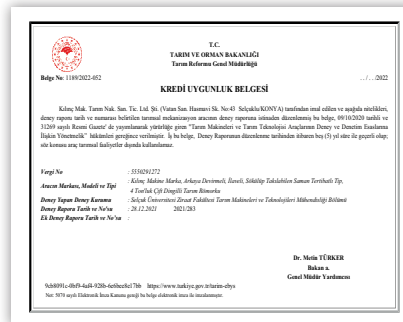 T.C.
TARIM VE ORMAN BAKANLIĞI
Tarım Reformu Genel Müdürlüğü
Belge No: 1189/2022-052
. . / . . /2022
KREDİ UYGUNLUK BELGESİ
Kılınç Mak. Tarım Nak. San. Tic. Ltd. Şti. (Vatan San. Hasmavi Sk. No:43 Selçuklu/KONYA) tarafından imal edilen ve aşağıda nitelikleri,
deney raporu tarih ve numarası belirtilen tarımsal mekanizasyon aracının deney raporuna istinaden düzenlenmiş bu belge, 09/10/2020 tarihli ve
31269 sayılı Resmi Gazete' de yayımlanarak yürürlüğe giren "Tarım Makineleri ve Tarım Teknolojisi Araçlarının Deney ve Denetim Esaslarına
İlişkin Yönetmelik" hükümleri gereğince verilmiştir. İş bu belge, Deney Raporunun düzenlenme tarihinden itibaren beş (5) yıl süre ile geçerli olup;
söz konusu araç tarımsal faaliyetler dışında kullanılamaz.
Vergi No : 5550291272
Aracın Markası, Modeli ve Tipi : Kılınç Makine Marka, Arkaya Devirmeli, İlaveli, Sökülüp Takılabilen Saman Tertibatlı Tip,
4 Ton'luk Çift Dingilli Tarım Römorku
Deney Yapan Deney Kurumu : Selçuk Üniversitesi Ziraat Fakültesi Tarım Makineleri ve Teknolojileri Mühendisliği Bölümü
Deney Raporu Tarih ve No'su : 28.12.2021 2021/283
Ek Deney Raporu Tarih ve No'su :
Dr. Metin TÜRKER
Bakan a.
Genel Müdür Yardımcısı
https://www.turkiye.gov.tr/tarim-ebys
Not: 5070 sayılı Elektronik İmza Kanunu gereği bu belge elektronik imza ile imzalanmıştır.